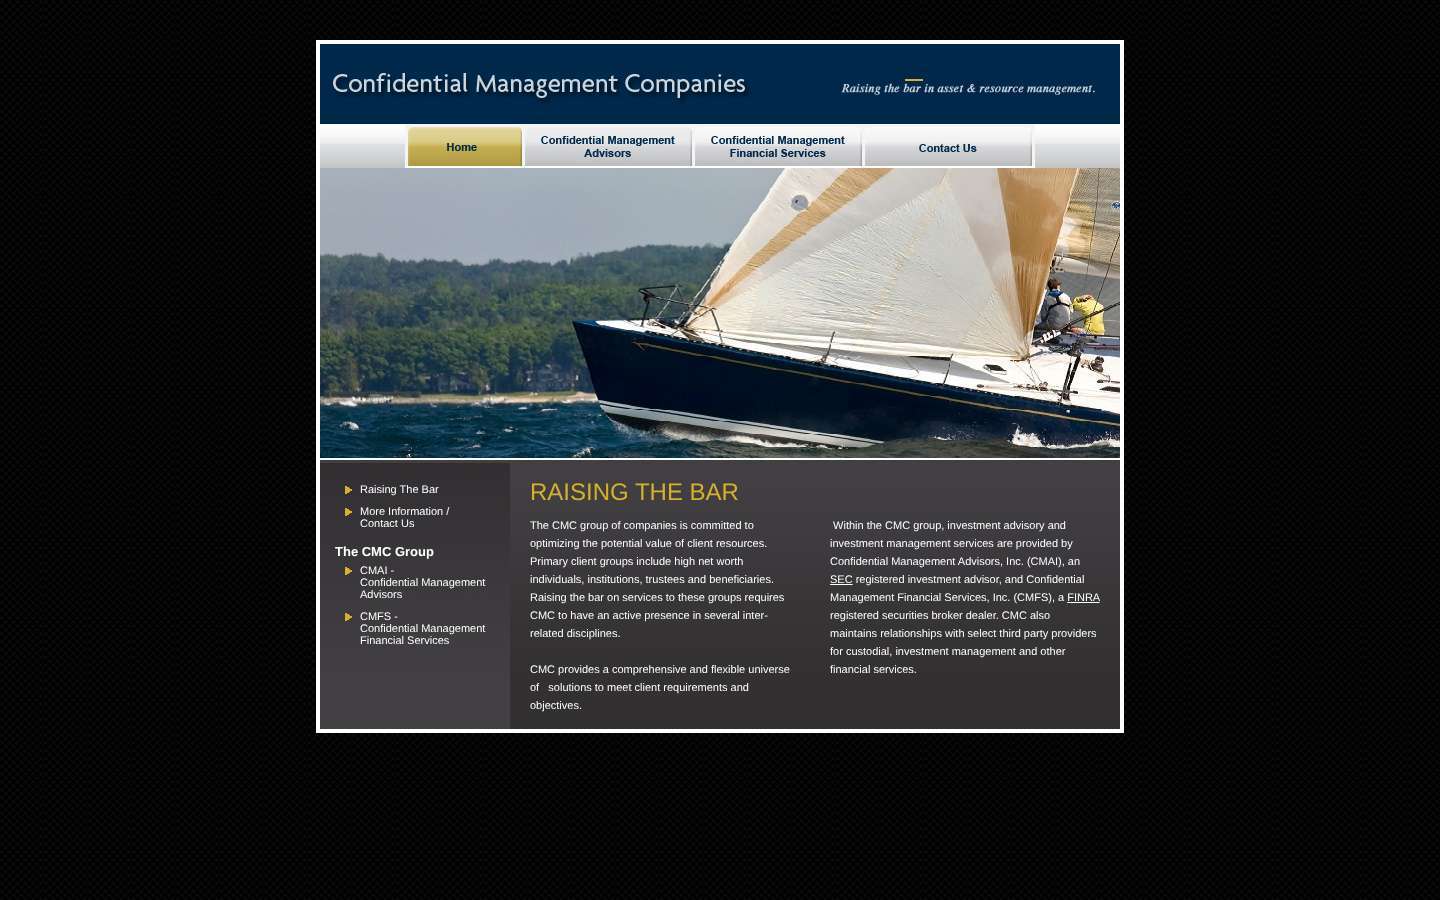 Confidential Management Companies
Raising the bar in asset & resource management.
Home
Confidential Management
Advisors
Confidential Management
Financial Services
Contact Us
Raising The Bar
More Information /
Contact Us
The CMC Group
CMAI -
Confidential Management
Advisors
CMFS -
Confidential Management
Financial Services
RAISING THE BAR
The CMC group of companies is committed to
optimizing the potential value of client resources.
Primary client groups include high net worth
individuals, institutions, trustees and beneficiaries.
Raising the bar on services to these groups requires
CMC to have an active presence in several inter-
related disciplines.
CMC provides a comprehensive and flexible universe
of solutions to meet client requirements and
objectives.
Within the CMC group, investment advisory and
investment management services are provided by
Confidential Management Advisors, Inc. (CMAI), an
SEC registered investment advisor, and Confidential
Management Financial Services, Inc. (CMFS), a FINRA
registered securities broker dealer. CMC also
maintains relationships with select third party providers
for custodial, investment management and other
financial services.